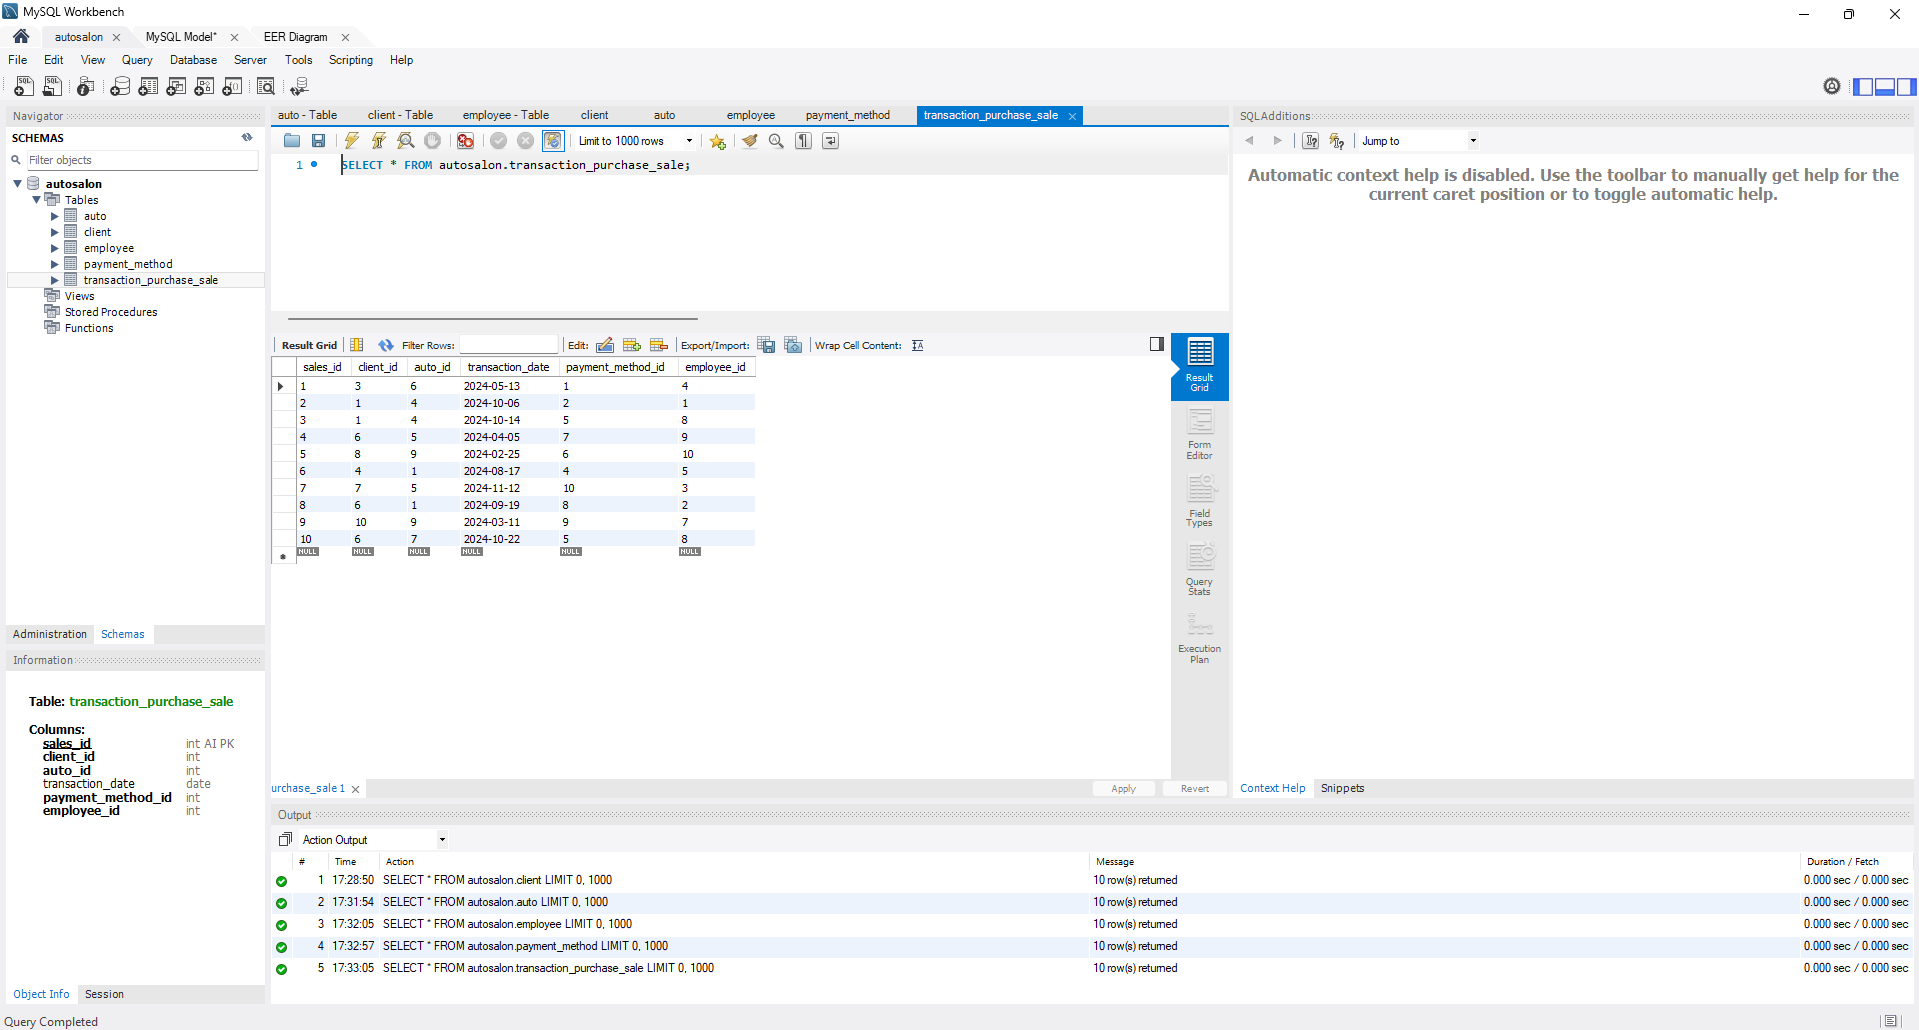 MySQL Workbench
autosalon
MySQL Model*
EER Diagram
File Edit View Query Database Server Tools Scripting Help
Navigator
SCHEMAS
Filter objects
autosalon
Tables
auto
client
employee
payment_method
transaction_purchase_sale
Views
Stored Procedures
Functions
Administration Schemas
Information
Table: transaction_purchase_sale
Columns:
sales_id int AI PK
client_id int
auto_id int
transaction_date date
payment_method_id int
employee_id int
Object Info Session
auto - Table client - Table employee - Table client auto employee payment_method transaction_purchase_sale
Limit to 1000 rows
1 SELECT * FROM autosalon.transaction_purchase_sale;
Result Grid Filter Rows: Edit: Export/Import: Wrap Cell Content:
sales_id client_id auto_id transaction_date payment_method_id employee_id
1 3 6 2024-05-13 1 4
2 1 4 2024-10-06 2 1
3 1 4 2024-10-14 5 8
4 6 5 2024-04-05 7 9
5 8 9 2024-02-25 6 10
6 4 1 2024-08-17 4 5
7 7 5 2024-11-12 10 3
8 6 1 2024-09-19 8 2
9 10 9 2024-03-11 9 7
10 6 7 2024-10-22 5 8
NULL NULL NULL NULL NULL NULL
Result
Grid
Form
Editor
Field
Types
Query
Stats
Execution
Plan
urchase_sale 1
Apply Revert
SQLAdditions
Jump to
Automatic context help is disabled. Use the toolbar to manually get help for the
current caret position or to toggle automatic help.
Context Help Snippets
Output
Action Output
# Time Action Message Duration / Fetch
1 17:28:50 SELECT * FROM autosalon.client LIMIT 0, 1000 10 row(s) returned 0.000 sec / 0.000 sec
2 17:31:54 SELECT * FROM autosalon.auto LIMIT 0, 1000 10 row(s) returned 0.000 sec / 0.000 sec
3 17:32:05 SELECT * FROM autosalon.employee LIMIT 0, 1000 10 row(s) returned 0.000 sec / 0.000 sec
4 17:32:57 SELECT * FROM autosalon.payment_method LIMIT 0, 1000 10 row(s) returned 0.000 sec / 0.000 sec
5 17:33:05 SELECT * FROM autosalon.transaction_purchase_sale LIMIT 0, 1000 10 row(s) returned 0.000 sec / 0.000 sec
Query Completed